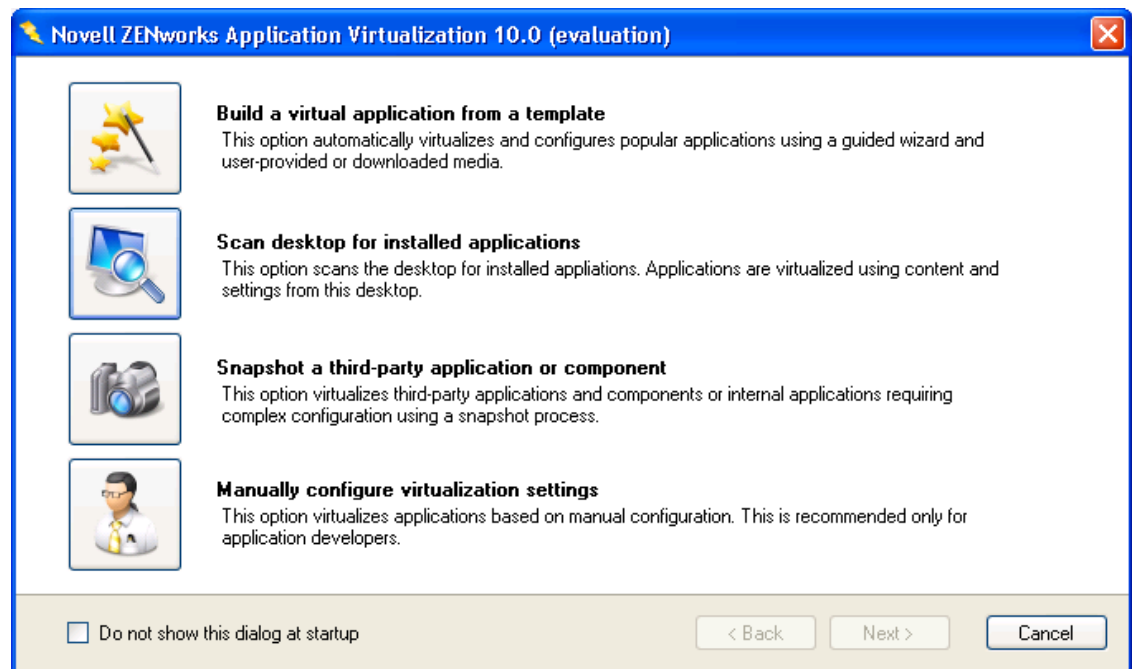 Novell ZENworks Application Virtualization 10.0 (evaluation)
Build a virtual application from a template
This option automatically virtualizes and configures popular applications using a guided wizard and
user-provided or downloaded media.
Scan desktop for installed applications
This option scans the desktop for installed appliations. Applications are virtualized using content and
settings from this desktop.
Snapshot a third-party application or component
This option virtualizes third-party applications and components or internal applications requiring
complex configuration using a snapshot process.
Manually configure virtualization settings
This option virtualizes applications based on manual configuration. This is recommended only for
application developers.
Do not show this dialog at startup
< Back
Next >
Cancel